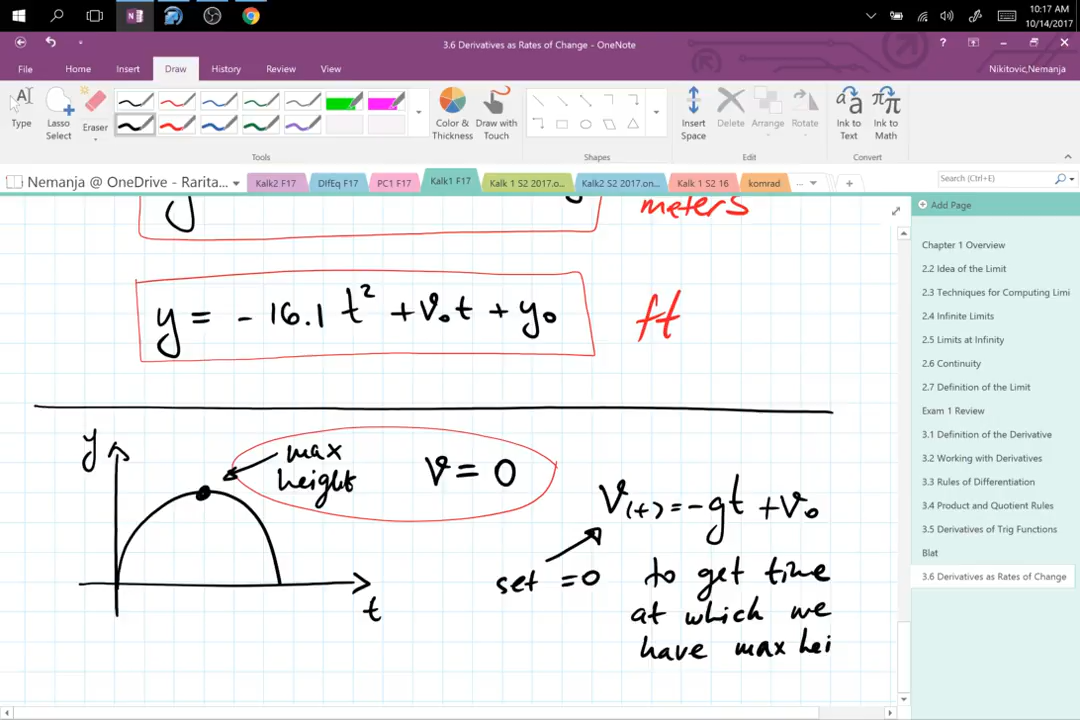 10:17 AM
10/14/2017
3.6 Derivatives as Rates of Change - OneNote
Nikitovic,Nemanja
File Home Insert Draw History Review View
Type
Lasso Select
Eraser
Color & Thickness
Draw with Touch
Insert Space
Delete
Arrange
Rotate
Ink to Text
Ink to Math
Tools
Shapes
Edit
Convert
Nemanja @ OneDrive - Rarita...
Kalk2 F17
DIfEq F17
PC1 F17
Kalk1 F17
Kalk 1 S2 2017.o...
Kalk2 S2 2017.on...
Kalk 1 S2 16
komrad
...
Search (Ctrl+E)
Add Page
Chapter 1 Overview
2.2 Idea of the Limit
2.3 Techniques for Computing Limi
2.4 Infinite Limits
2.5 Limits at Infinity
2.6 Continuity
2.7 Definition of the Limit
Exam 1 Review
3.1 Definition of the Derivative
3.2 Working with Derivatives
3.3 Rules of Differentiation
3.4 Product and Quotient Rules
3.5 Derivatives of Trig Functions
Blat
3.6 Derivatives as Rates of Change
meters
y = -16.1 t² + v₀t + y₀
ft
y
max height
v = 0
t
v(t) = -gt + v₀
set = 0 to get time
at which we
have max hei